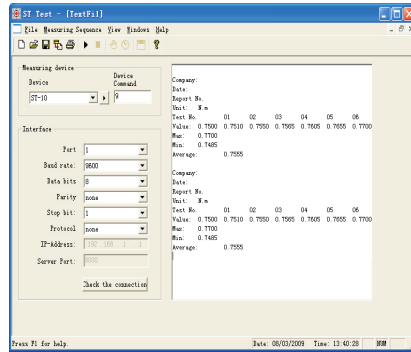 ST Test - [TextFil]
File Measuring Sequence View Windows Help
Measuring device
Device
Device Command
ST-10
9
Interface
Port 1
Baud rate: 9600
Data bits 8
Parity none
Stop bit: 1
Protocol none
IP-Address: 192 .168 . 1 . 1
Server Port: 8000
Check the connection
Company:
Date:
Report No.
Unit: N.m
Test No. 01 02 03 04 05 06
Value: 0.7500 0.7510 0.7550 0.7565 0.7605 0.7655 0.7700
Max: 0.7700
Min: 0.7485
Average: 0.7555
Company:
Date:
Report No.
Unit: N.m
Test No. 01 02 03 04 05 06
Value: 0.7500 0.7510 0.7550 0.7565 0.7605 0.7655 0.7700
Max: 0.7700
Min: 0.7485
Average: 0.7555
Press F1 for help.
Date: 08/03/2009 Time: 13:40:28 NUM